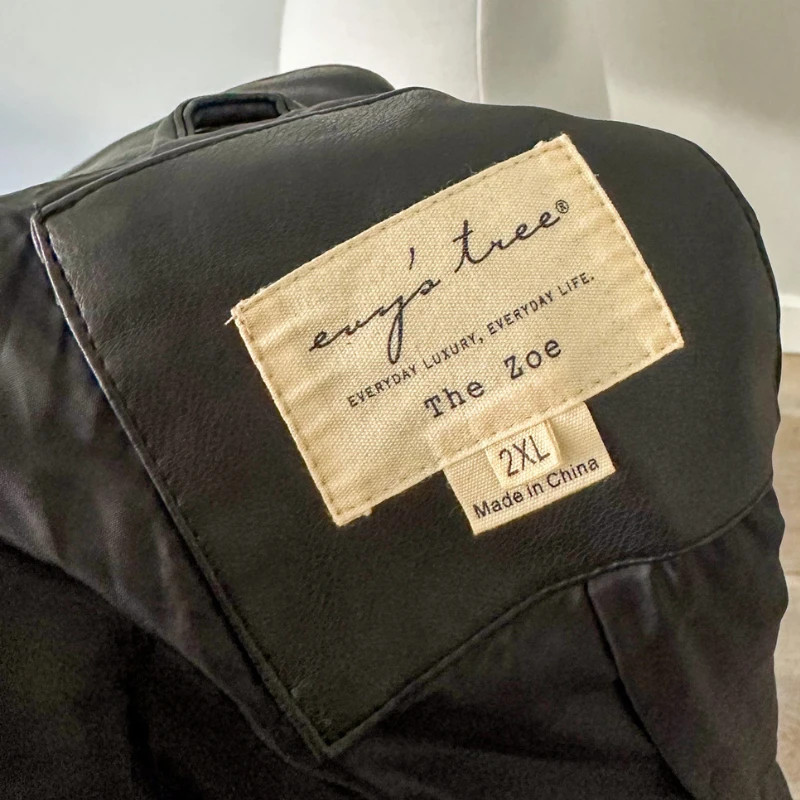 evy's tree®
EVERYDAY LUXURY, EVERYDAY LIFE.
The Zoe
2XL
Made in China